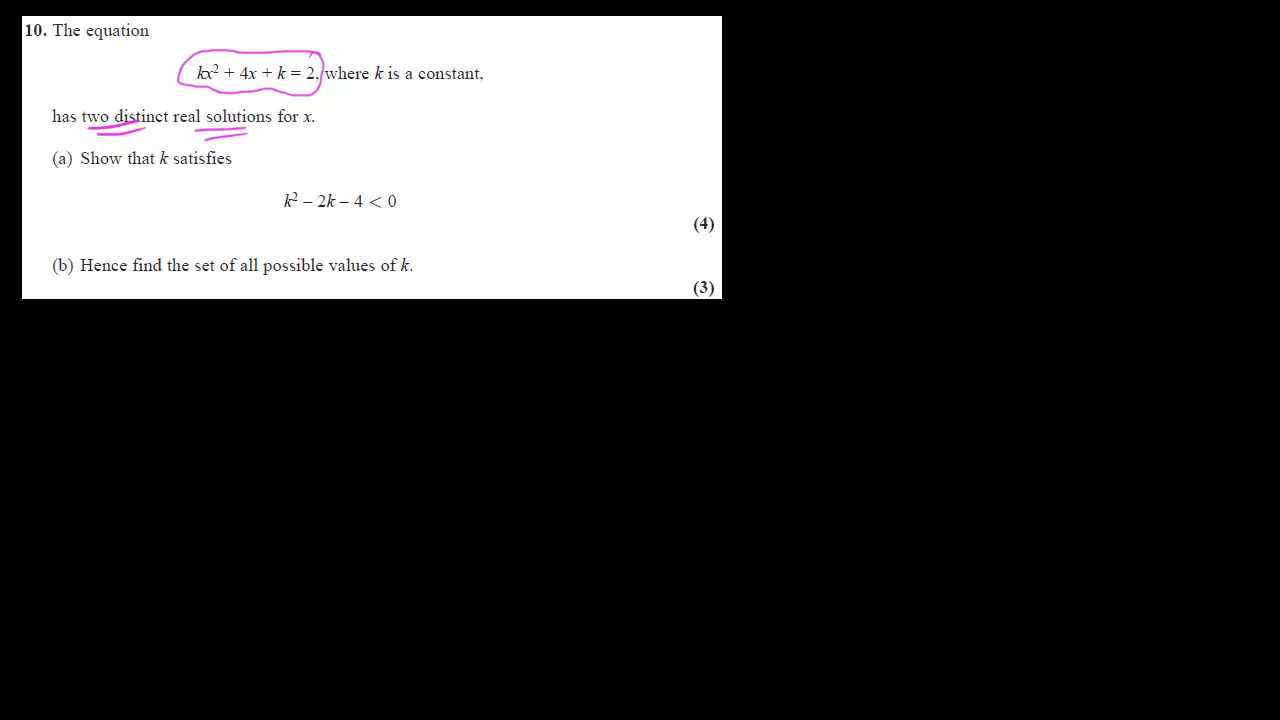 10. The equation
kx² + 4x + k = 2, where k is a constant,
has two distinct real solutions for x.
(a) Show that k satisfies
k² – 2k – 4 < 0
(4)
(b) Hence find the set of all possible values of k.
(3)